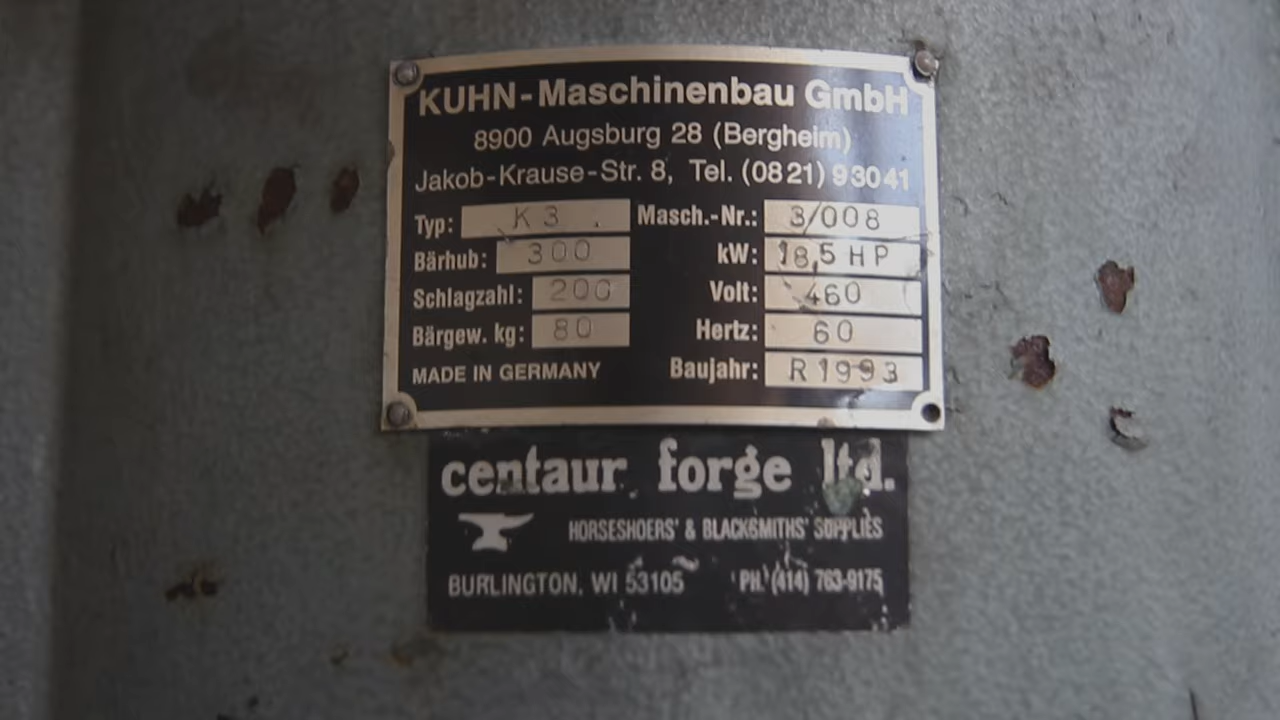 KUHN-Maschinenbau GmbH
8900 Augsburg 28 (Bergheim)
Jakob-Krause-Str. 8, Tel. (0821) 93041
Typ: K 3 Masch.-Nr.: 3/008
Bärhub: 300 kW: 18,5 HP
Schlagzahl: 200 Volt: 460
Bärgew. kg: 80 Hertz: 60
MADE IN GERMANY Baujahr: R 1993
centaur forge ltd.
HORSESHOERS' & BLACKSMITHS' SUPPLIES
BURLINGTON, WI 53105 PH. (414) 763-9175